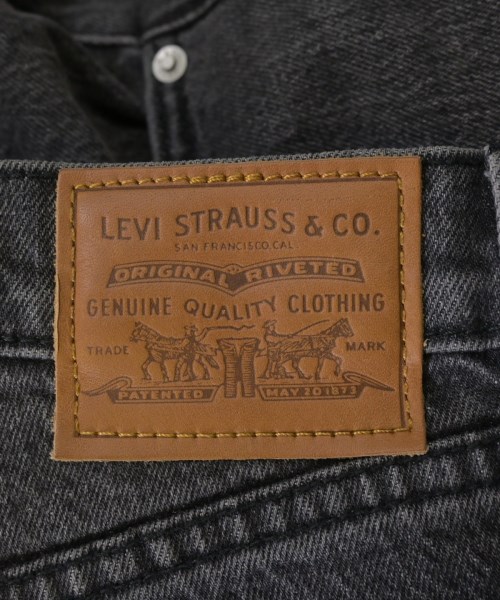 LEVI STRAUSS & CO.
SAN FRANCISCO, CAL.
ORIGINAL RIVETED
GENUINE QUALITY CLOTHING
TRADE MARK
PATENTED MAY 20 1873